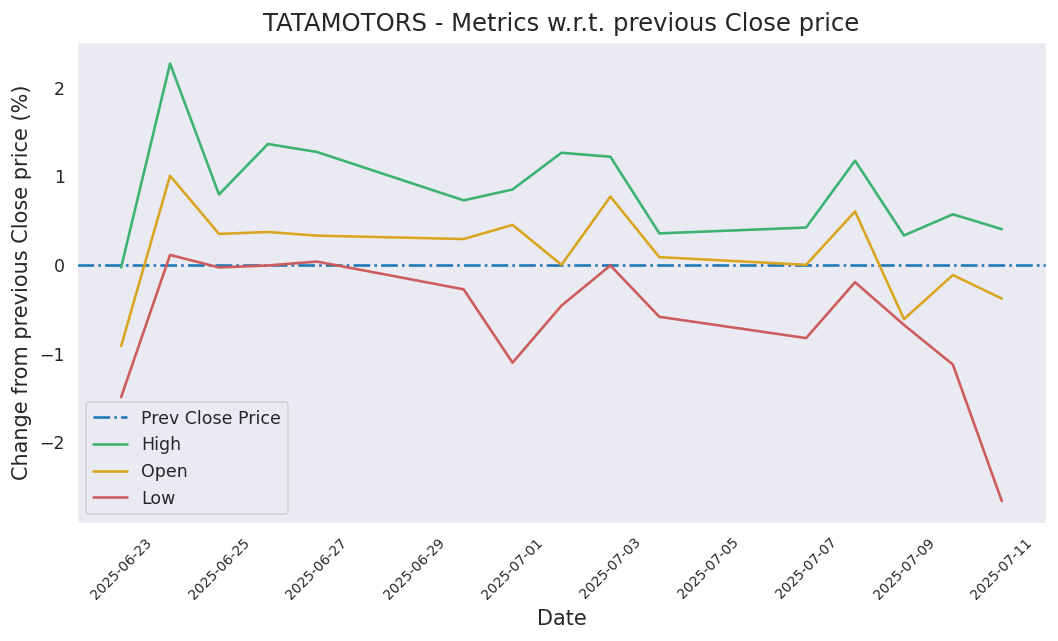 TATAMOTORS - Metrics w.r.t. previous Close price
Change from previous Close price (%)
2
1
0
−1
−2
Prev Close Price
High
Open
Low
2025-06-23
2025-06-25
2025-06-27
2025-06-29
2025-07-01
2025-07-03
2025-07-05
2025-07-07
2025-07-09
2025-07-11
Date